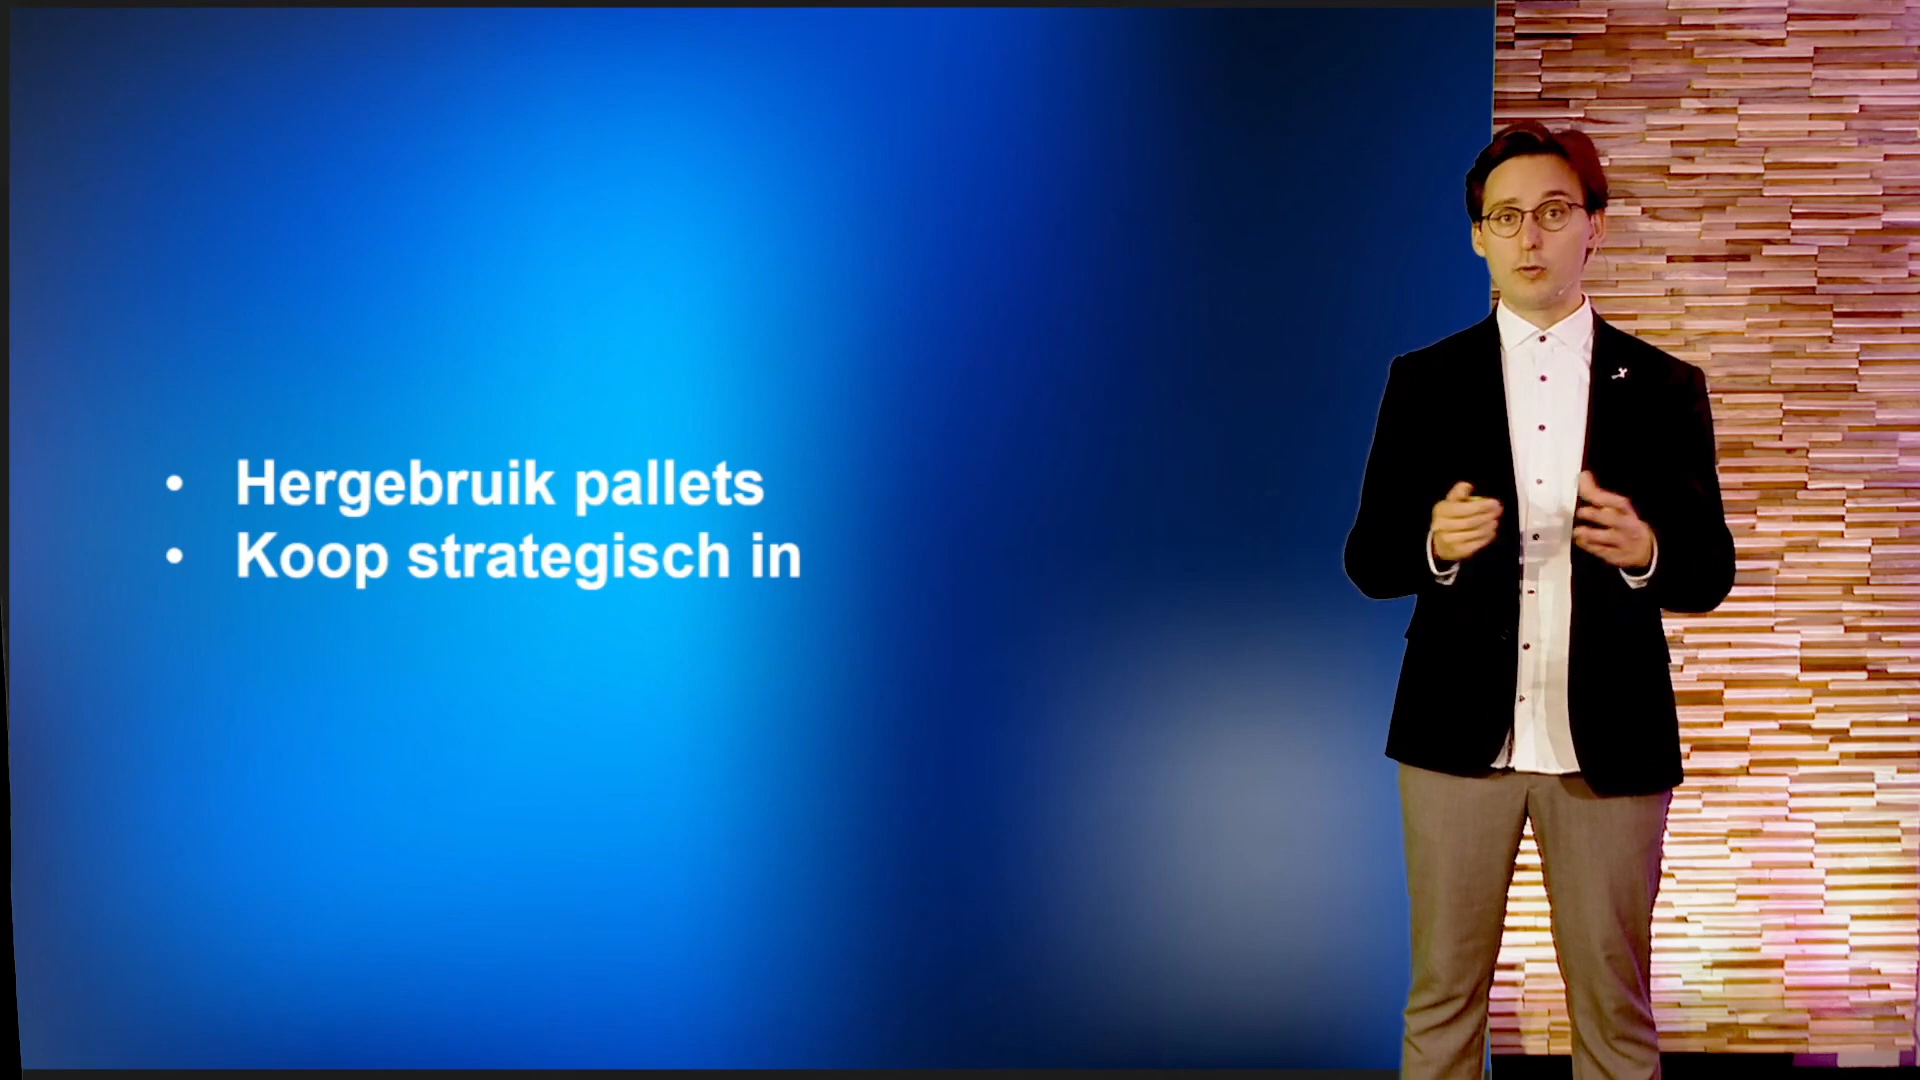 • Hergebruik pallets
• Koop strategisch in